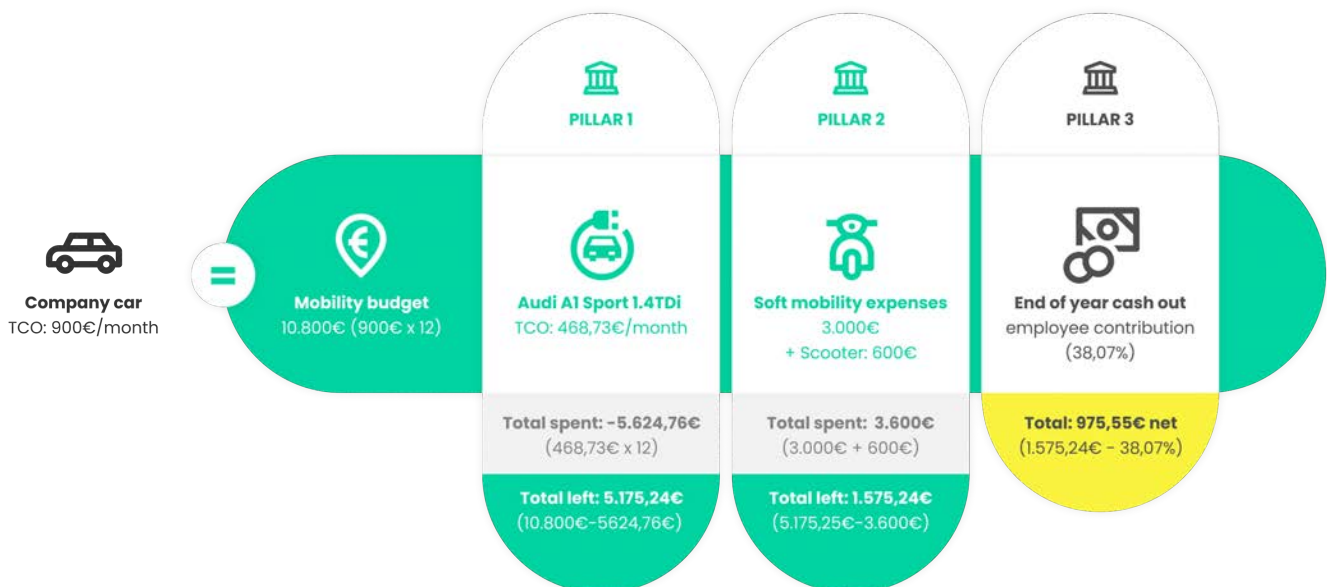 Company car
TCO: 900€/month
=
Mobility budget
10.800€ (900€ x 12)
PILLAR 1
Audi A1 Sport 1.4TDi
TCO: 468,73€/month
Total spent: -5.624,76€
(468,73€ x 12)
Total left: 5.175,24€
(10.800€-5624,76€)
PILLAR 2
Soft mobility expenses
3.000€
+ Scooter: 600€
Total spent: 3.600€
(3.000€ + 600€)
Total left: 1.575,24€
(5.175,25€-3.600€)
PILLAR 3
End of year cash out
employee contribution
(38,07%)
Total: 975,55€ net
(1.575,24€ - 38,07%)